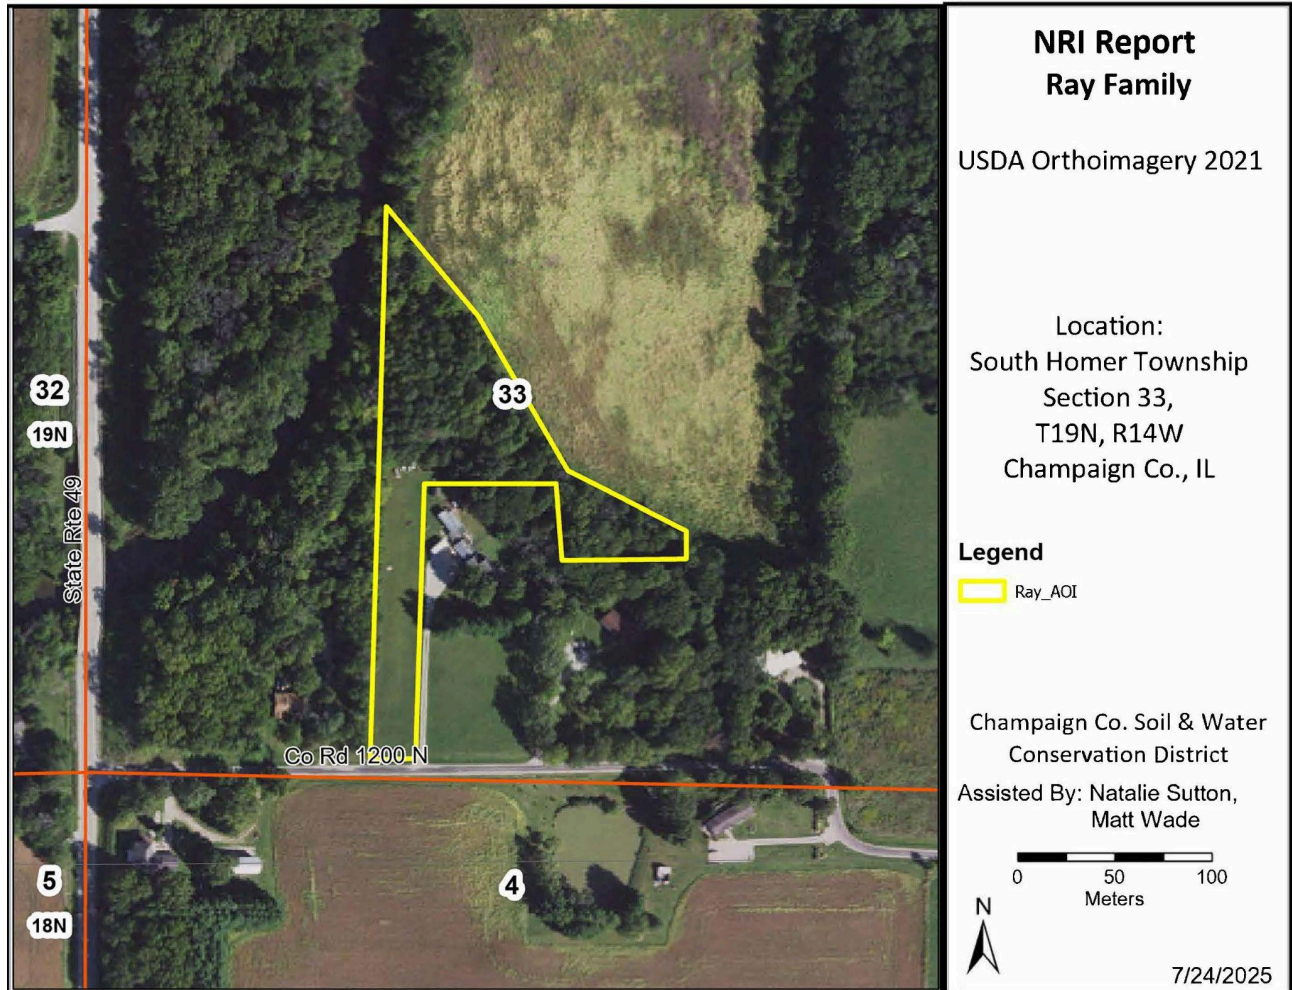 32
19N
State Rte 49
33
Co Rd 1200 N
5
18N
4
NRI Report
Ray Family
USDA Orthoimagery 2021
Location:
South Homer Township
Section 33,
T19N, R14W
Champaign Co., IL
Legend
Ray_AOI
Champaign Co. Soil & Water
Conservation District
Assisted By: Natalie Sutton,
Matt Wade
0 50 100
Meters
N
7/24/2025